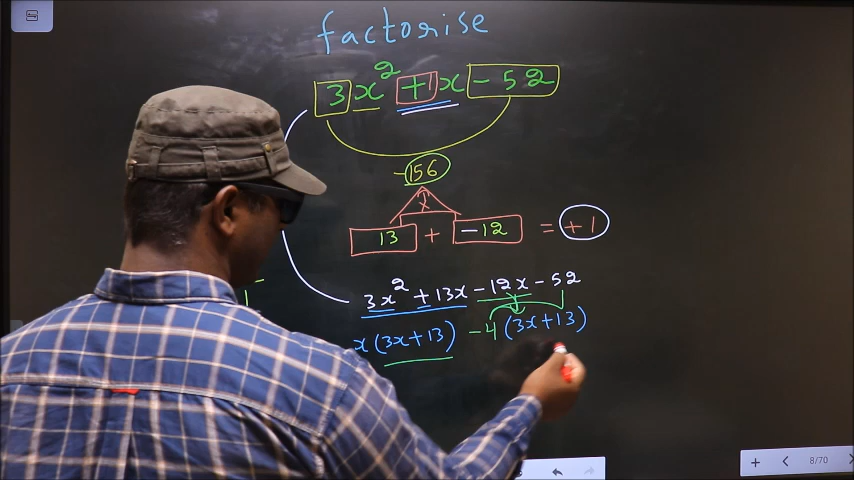 factorise
3x² +1x - 52
-156
x
13 + -12 = +1
3x² + 13x - 12x - 52
x(3x+13) -4(3x+13)
8/70